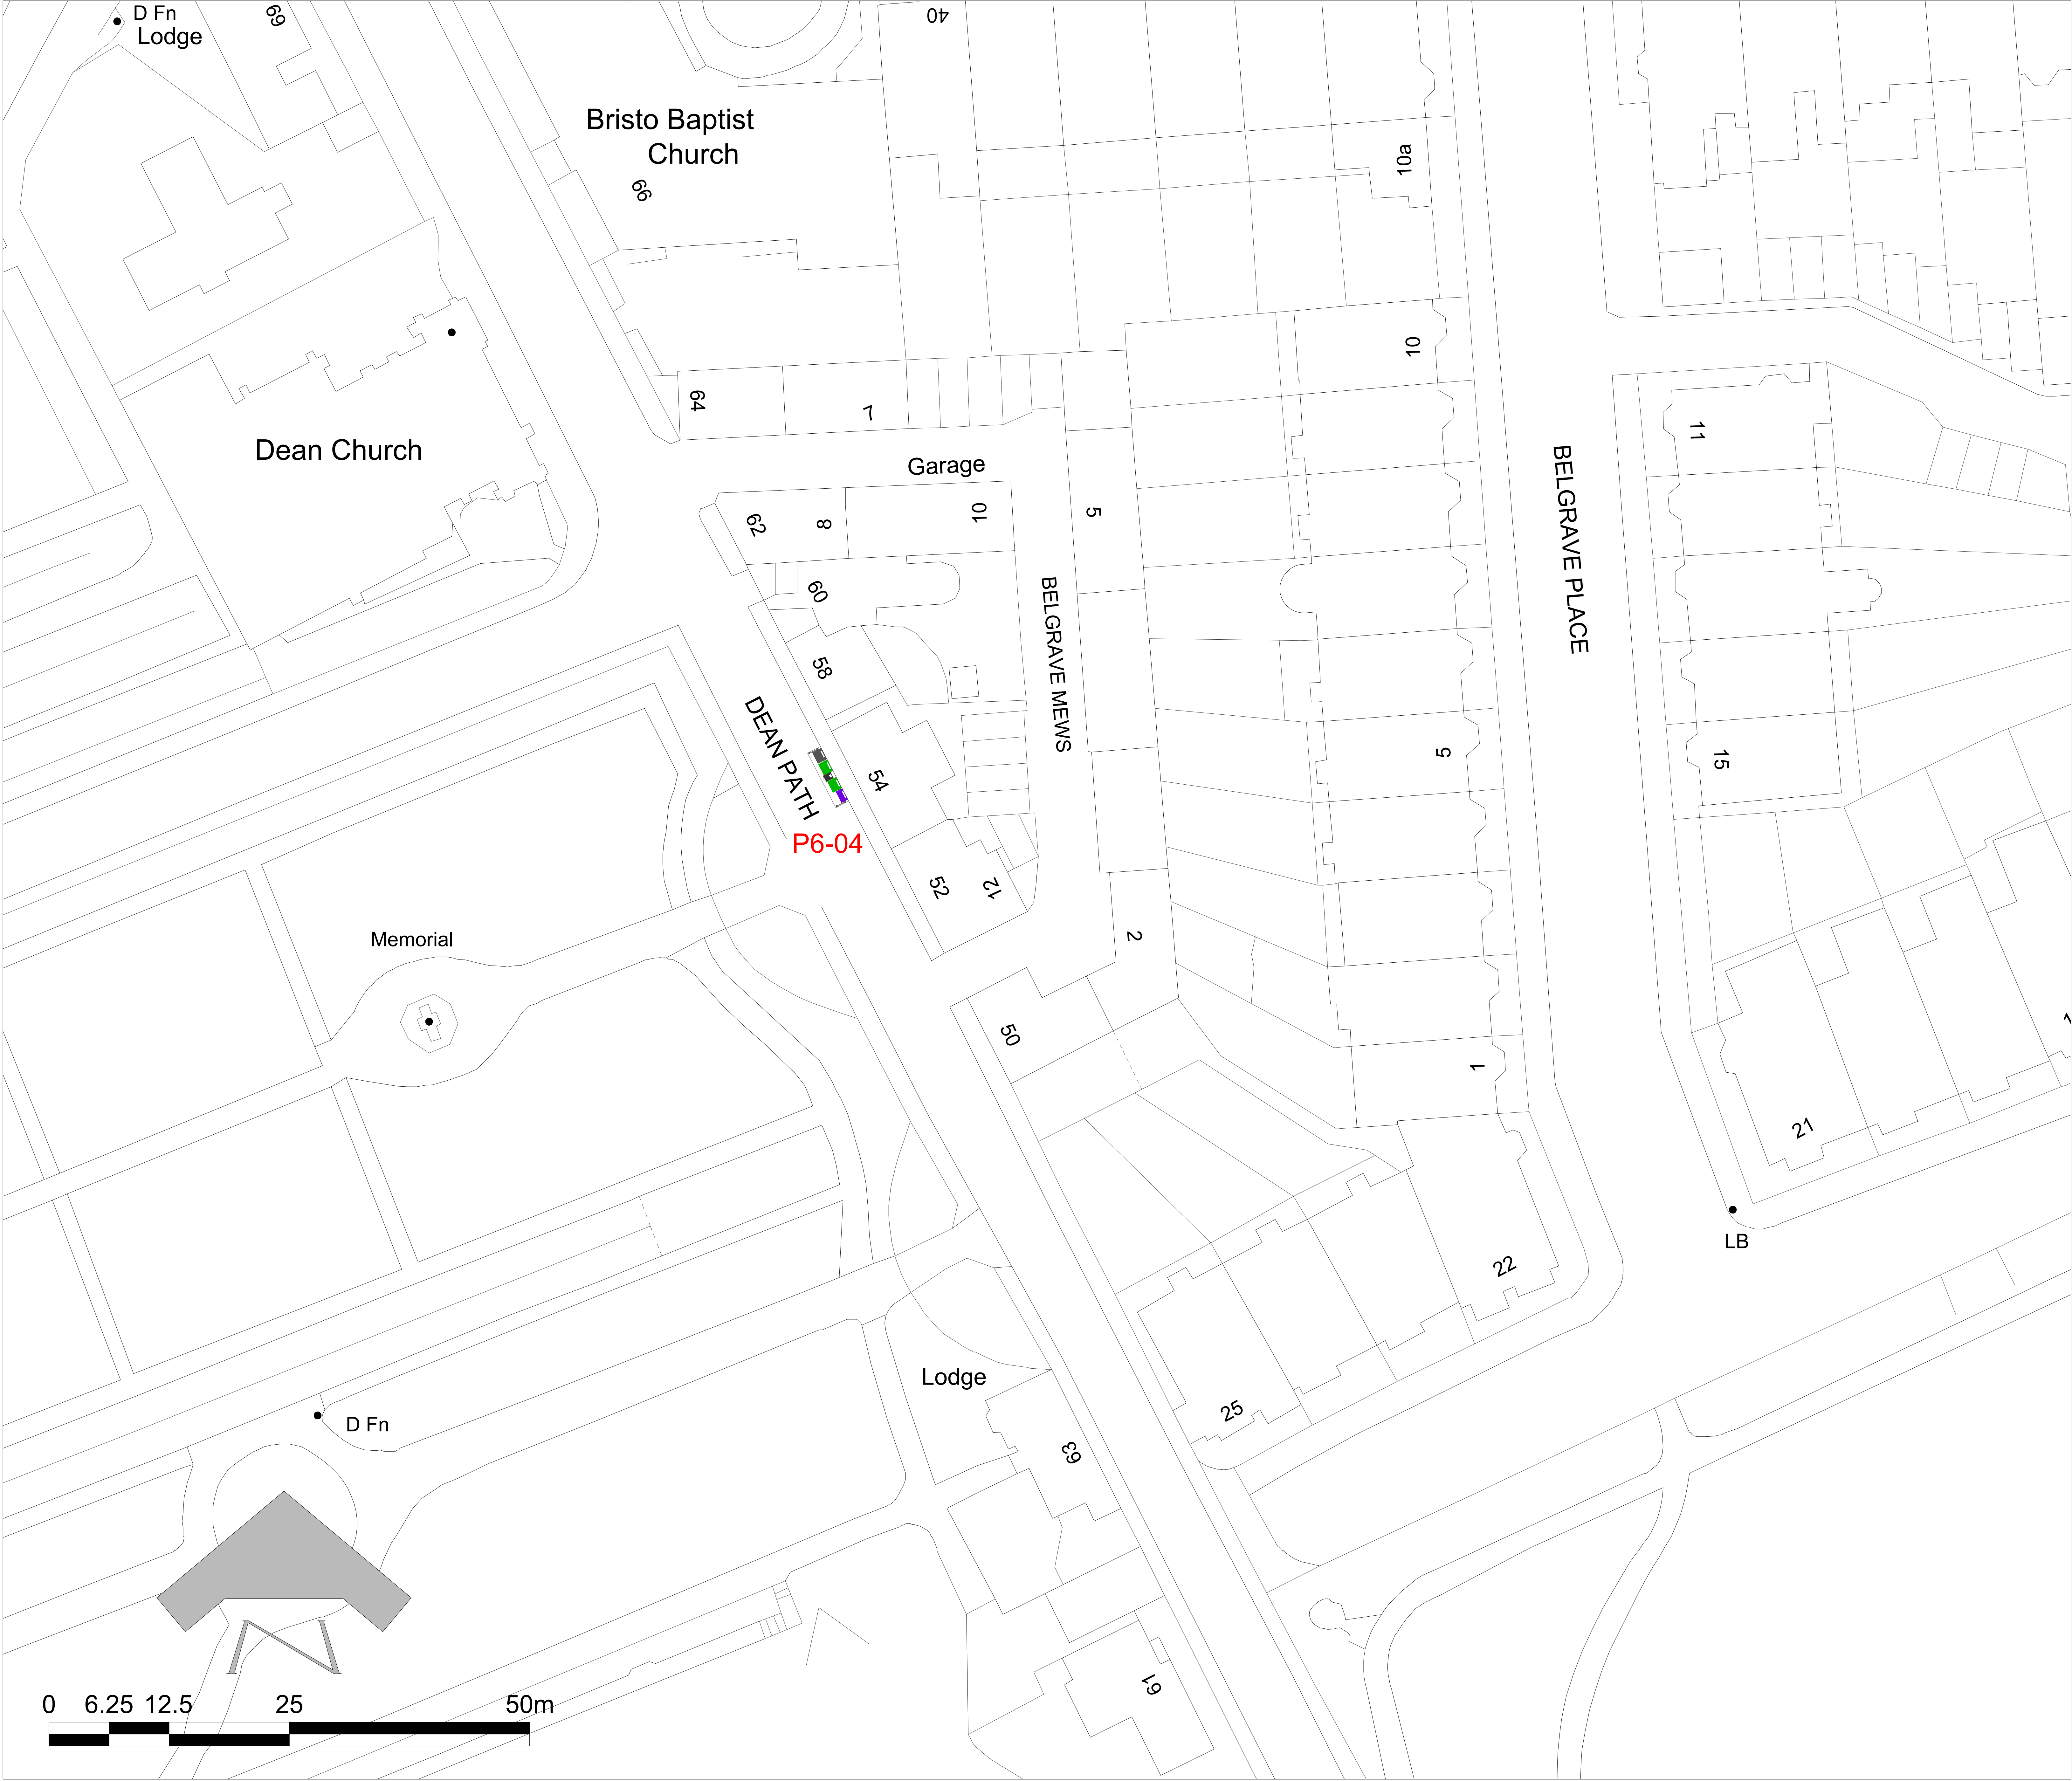 D Fn
Lodge
69
40
Bristo Baptist
Church
66
10a
10
64
7
11
Dean Church
Garage
BELGRAVE PLACE
62
8
10
5
60
BELGRAVE MEWS
58
DEAN PATH
54
5
15
P6-04
52
12
2
Memorial
50
1
21
22
LB
Lodge
25
D Fn
63
61
N
0 6.25 12.5 25 50m